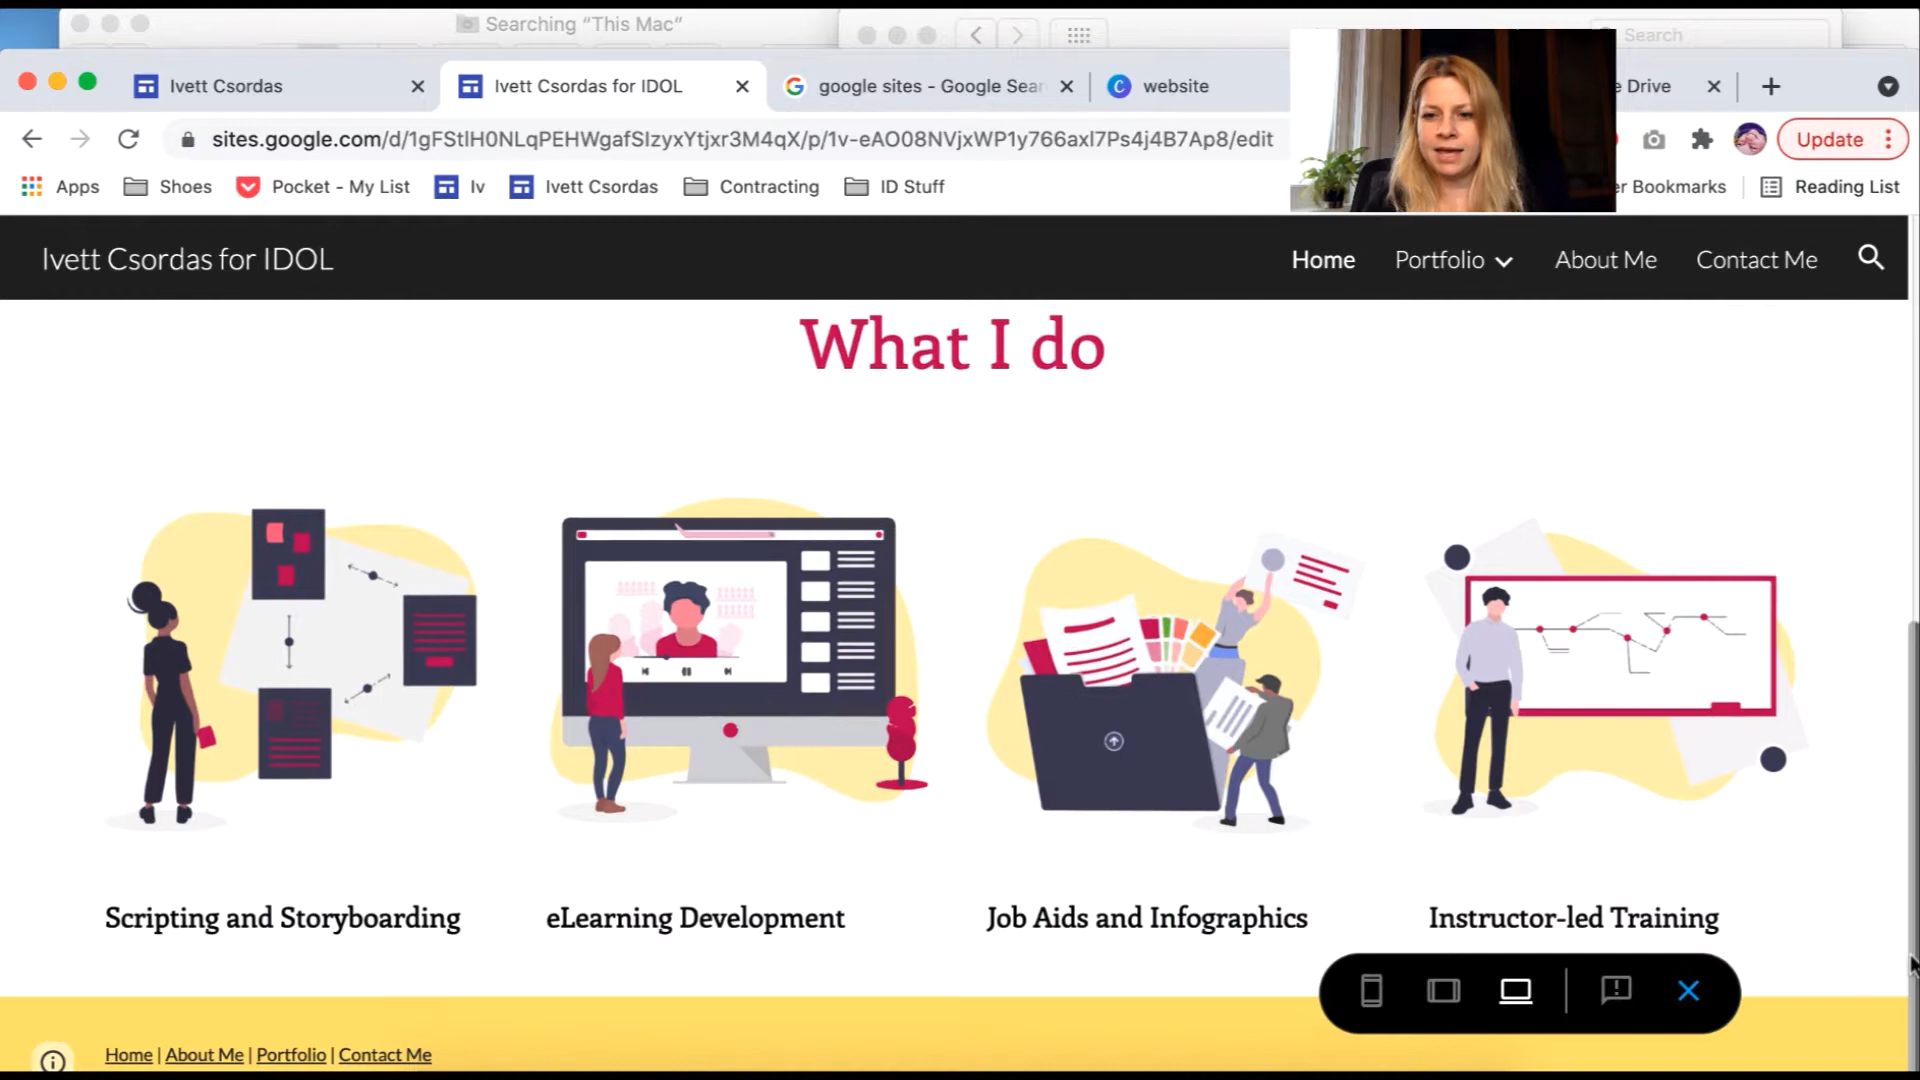 Searching “This Mac”
Search
Ivett Csordas
Ivett Csordas for IDOL
google sites - Google Sear
website
e Drive
sites.google.com/d/1gFStlH0NLqPEHWgafSIzyxYtjxr3M4qX/p/1v-eAO08NVjxWP1y766axl7Ps4j4B7Ap8/edit
Update
Apps
Shoes
Pocket - My List
Iv
Ivett Csordas
Contracting
ID Stuff
er Bookmarks
Reading List
Ivett Csordas for IDOL
Home
Portfolio
About Me
Contact Me
What I do
Scripting and Storyboarding
eLearning Development
Job Aids and Infographics
Instructor-led Training
Home | About Me | Portfolio | Contact Me